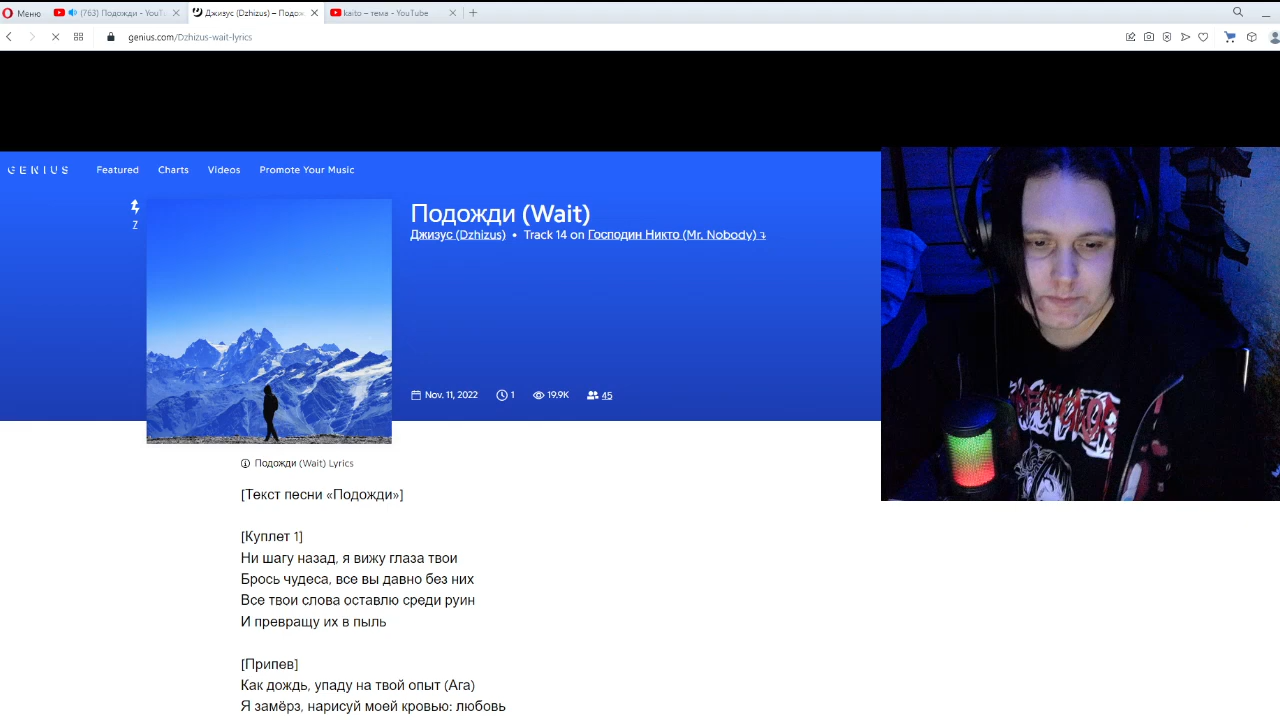 Меню
(763) Подожди - YouT
Джизус (Dzhizus) – Подож
kaito – тема - YouTube
genius.com/Dzhizus-wait-lyrics
GENIUS
Featured
Charts
Videos
Promote Your Music
Z
Подожди (Wait)
Джизус (Dzhizus) • Track 14 on Господин Никто (Mr. Nobody)
Nov. 11, 2022
1
19.9K
45
Подожди (Wait) Lyrics
[Текст песни «Подожди»]
[Куплет 1]
Ни шагу назад, я вижу глаза твои
Брось чудеса, все вы давно без них
Все твои слова оставлю среди руин
И превращу их в пыль
[Припев]
Как дождь, упаду на твой опыт (Ага)
Я замёрз, нарисуй моей кровью: любовь